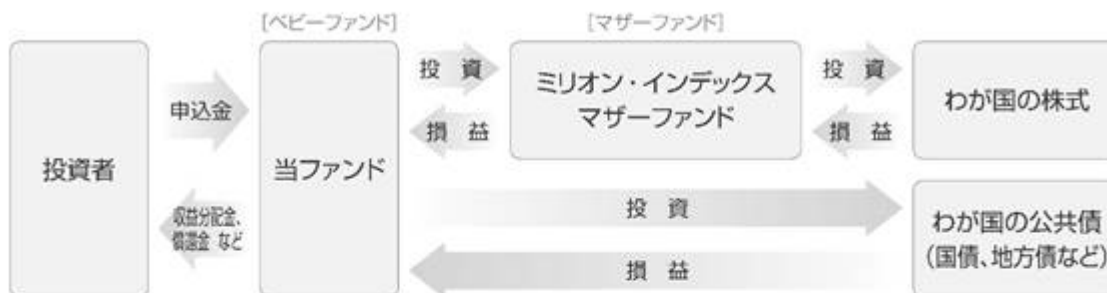 [ベビーファンド]
[マザーファンド]
投資者
申込金
収益分配金、
償還金 など
当ファンド
投 資
損 益
ミリオン・インデックス
マザーファンド
投 資
損 益
わが国の株式
投 資
損 益
わが国の公共債
(国債、地方債など)